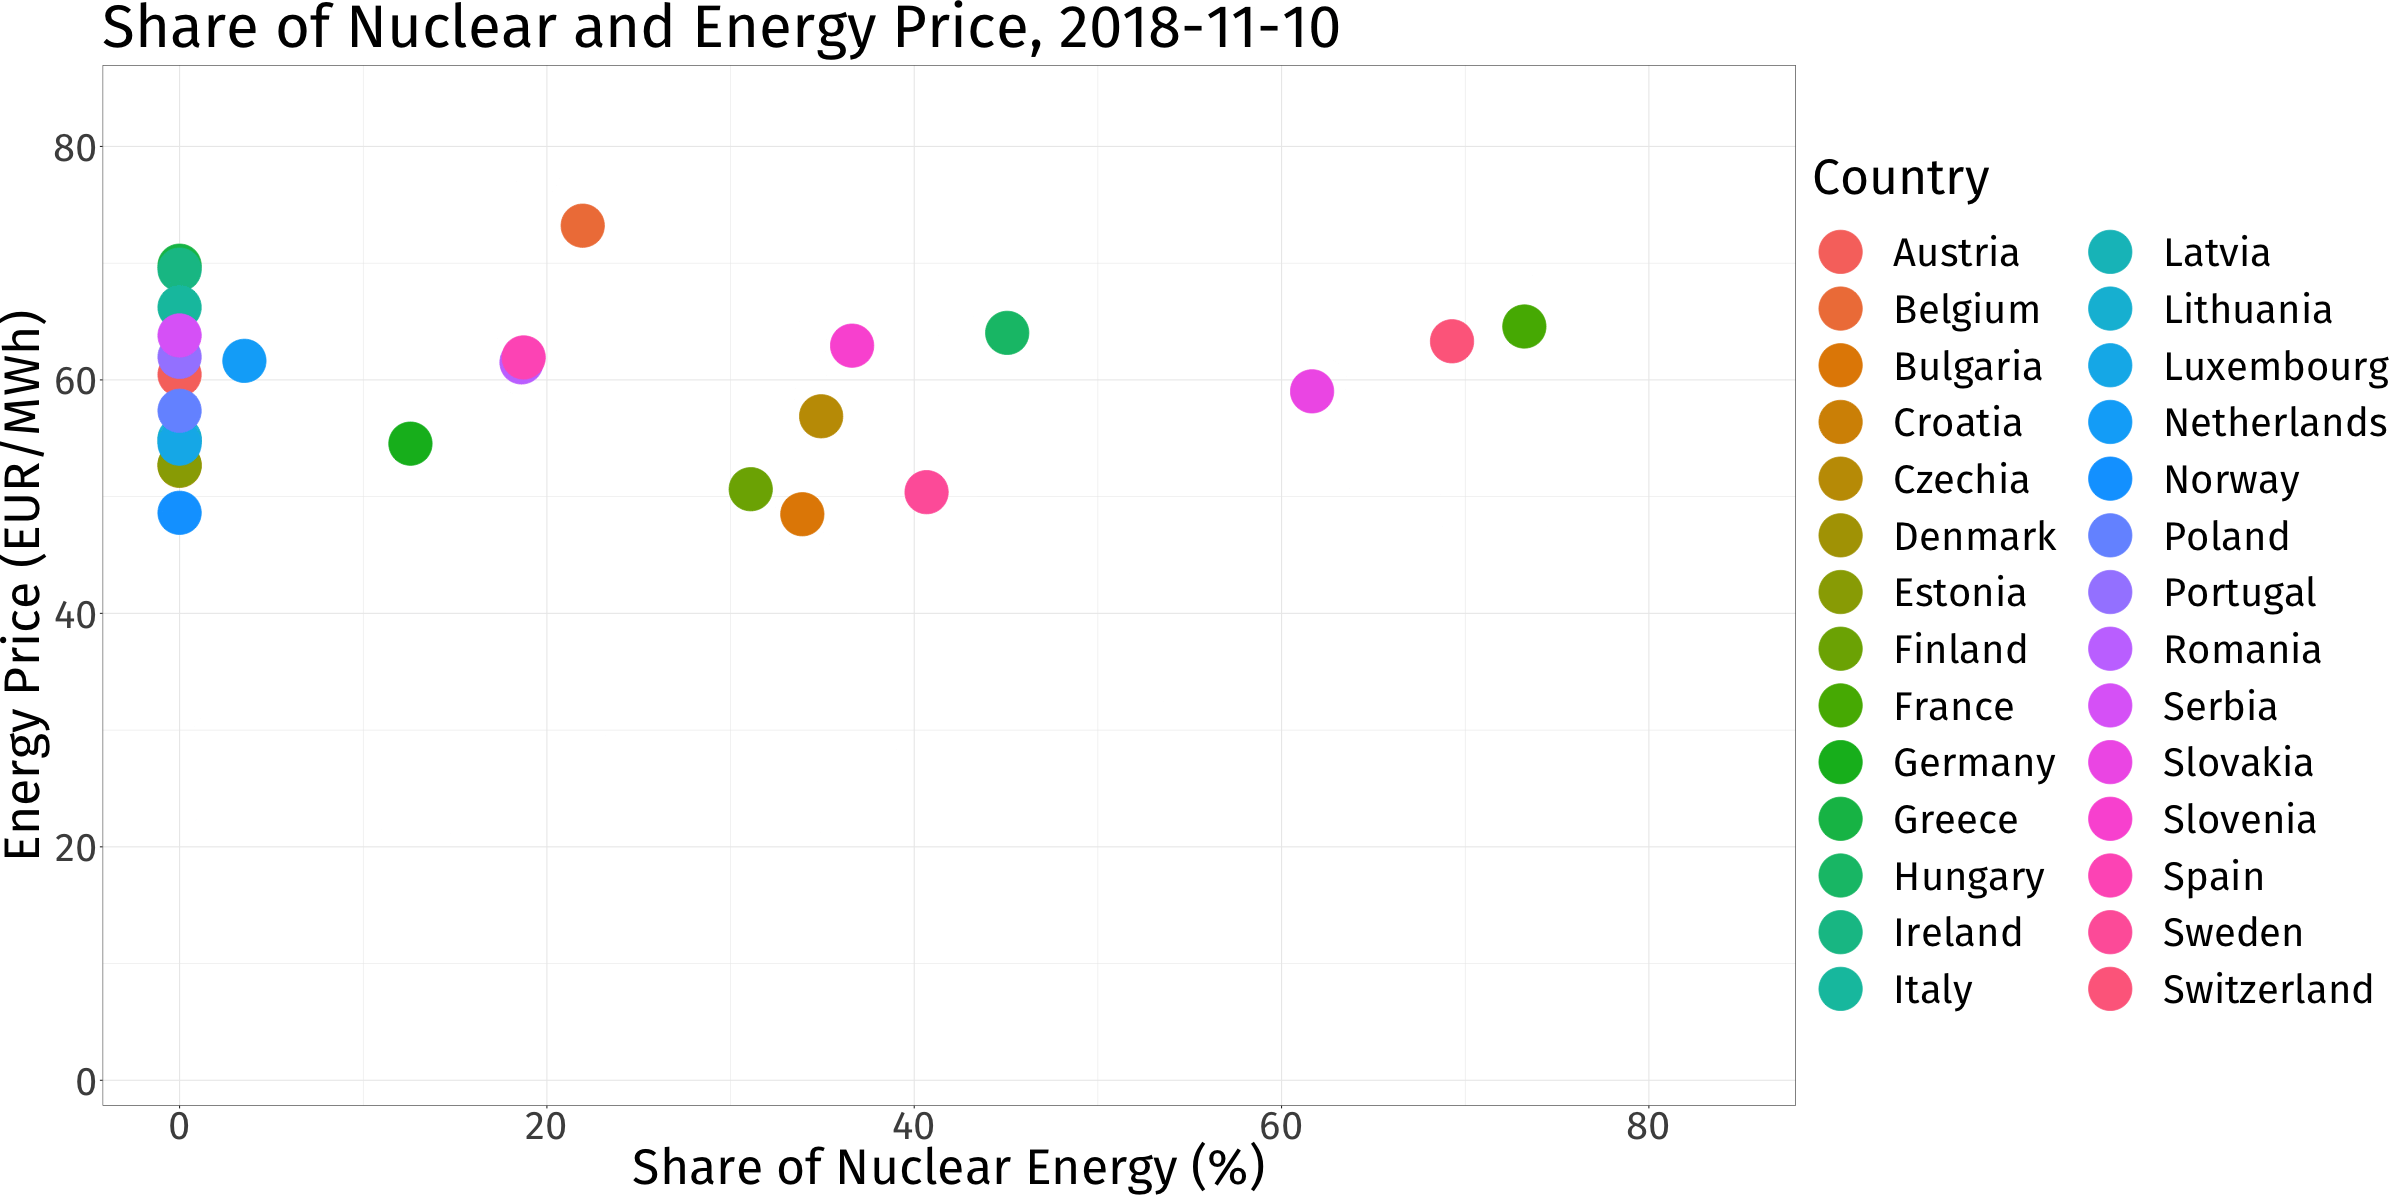 Share of Nuclear and Energy Price, 2018-11-10
Energy Price (EUR/MWh)
80
60
40
20
0
0 20 40 60 80
Share of Nuclear Energy (%)
Country
Austria
Belgium
Bulgaria
Croatia
Czechia
Denmark
Estonia
Finland
France
Germany
Greece
Hungary
Ireland
Italy
Latvia
Lithuania
Luxembourg
Netherlands
Norway
Poland
Portugal
Romania
Serbia
Slovakia
Slovenia
Spain
Sweden
Switzerland